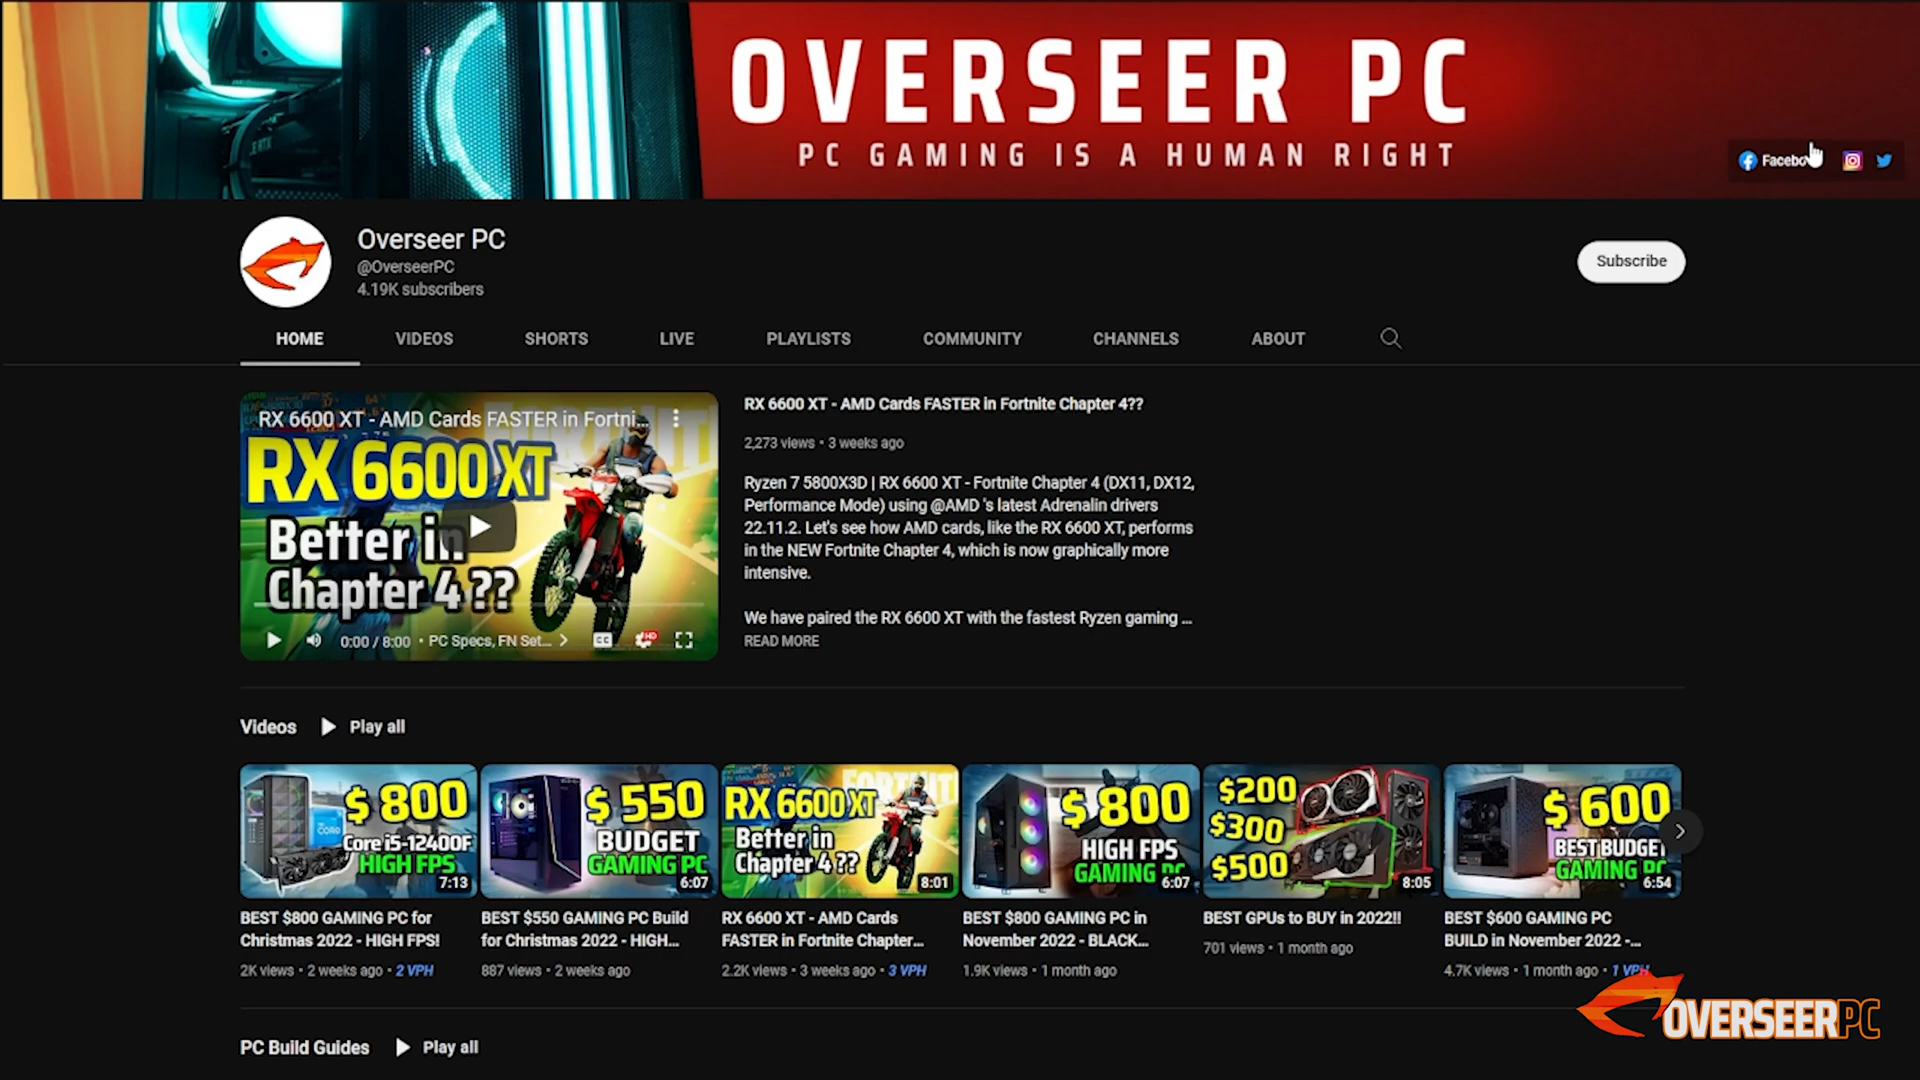 OVERSEER PC
PC GAMING IS A HUMAN RIGHT
Overseer PC
@OverseerPC
4.19K subscribers
Subscribe
HOME VIDEOS SHORTS LIVE PLAYLISTS COMMUNITY CHANNELS ABOUT
RX 6600 XT - AMD Cards FASTER in Fortni...
RX 6600 XT
Better in
Chapter 4 ??
0:00 / 8:00 • PC Specs, FN Set...
CC HD
RX 6600 XT - AMD Cards FASTER in Fortnite Chapter 4??
2,273 views • 3 weeks ago
Ryzen 7 5800X3D | RX 6600 XT - Fortnite Chapter 4 (DX11, DX12,
Performance Mode) using @AMD 's latest Adrenalin drivers
22.11.2. Let's see how AMD cards, like the RX 6600 XT, performs
in the NEW Fortnite Chapter 4, which is now graphically more
intensive.
We have paired the RX 6600 XT with the fastest Ryzen gaming ...
READ MORE
Videos Play all
$ 800
Core i5-12400F
HIGH FPS
7:13
BEST $800 GAMING PC for
Christmas 2022 - HIGH FPS!
2K views • 2 weeks ago • 2 VPH
$ 550
BUDGET
GAMING PC
6:07
BEST $550 GAMING PC Build
for Christmas 2022 - HIGH...
887 views • 2 weeks ago
RX 6600 XT
Better in
Chapter 4 ??
8:01
RX 6600 XT - AMD Cards
FASTER in Fortnite Chapter...
2.2K views • 3 weeks ago • 3 VPH
$ 800
HIGH FPS
GAMING PC
6:07
BEST $800 GAMING PC in
November 2022 - BLACK...
1.9K views • 1 month ago
$200
$300
$500
8:05
BEST GPUs to BUY in 2022!!
701 views • 1 month ago
$ 600
BEST BUDGET
GAMING PC
6:54
BEST $600 GAMING PC
BUILD in November 2022 -...
4.7K views • 1 month ago • 1 VPH
OVERSEERPC
PC Build Guides Play all